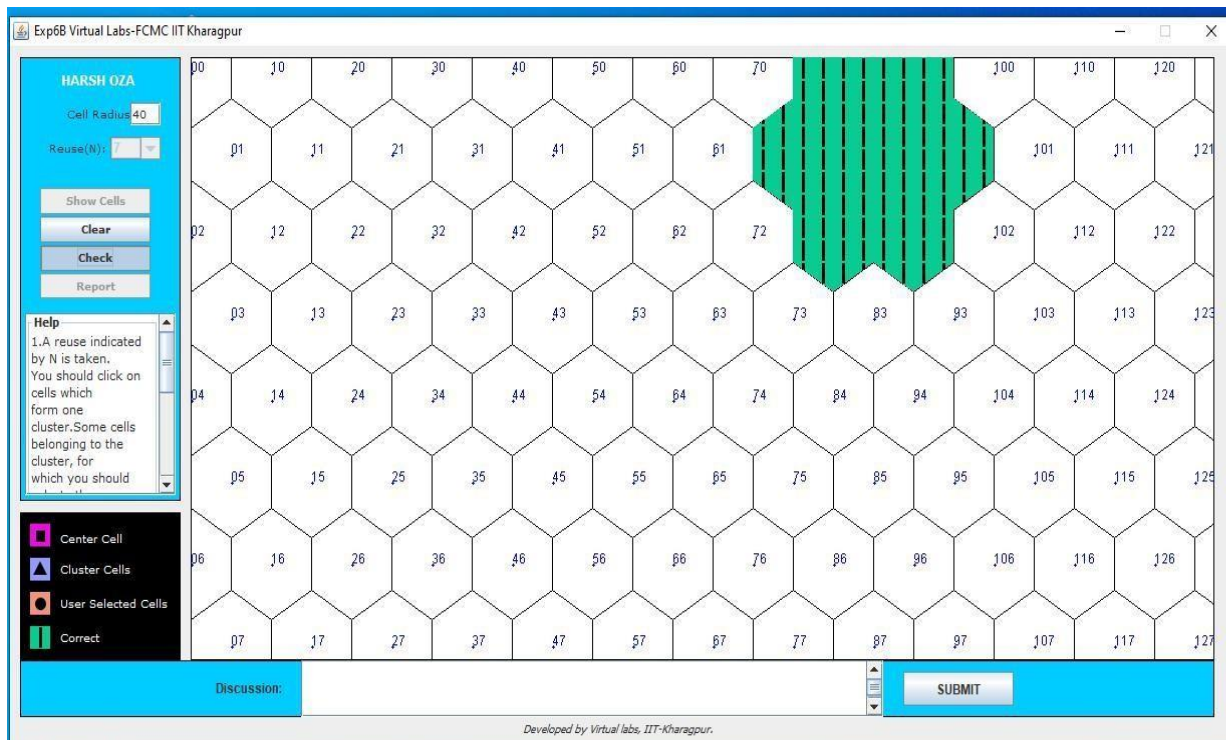 Exp6B Virtual Labs-FCMC IIT Kharagpur
HARSH OZA
Cell Radius 40
Reuse(N): 7
Show Cells
Clear
Check
Report
Help
1.A reuse indicated
by N is taken.
You should click on
cells which
form one
cluster.Some cells
belonging to the
cluster, for
which you should
Center Cell
Cluster Cells
User Selected Cells
Correct
00 10 20 30 40 50 60 70 100 110 120
01 11 21 31 41 51 61 101 111 121
02 12 22 32 42 52 62 72 102 112 122
03 13 23 33 43 53 63 73 83 93 103 113 123
04 14 24 34 44 54 64 74 84 94 104 114 124
05 15 25 35 45 55 65 75 85 95 105 115 125
06 16 26 36 46 56 66 76 86 96 106 116 126
07 17 27 37 47 57 67 77 87 97 107 117 127
Discussion:
SUBMIT
Developed by Virtual labs, IIT-Kharagpur.